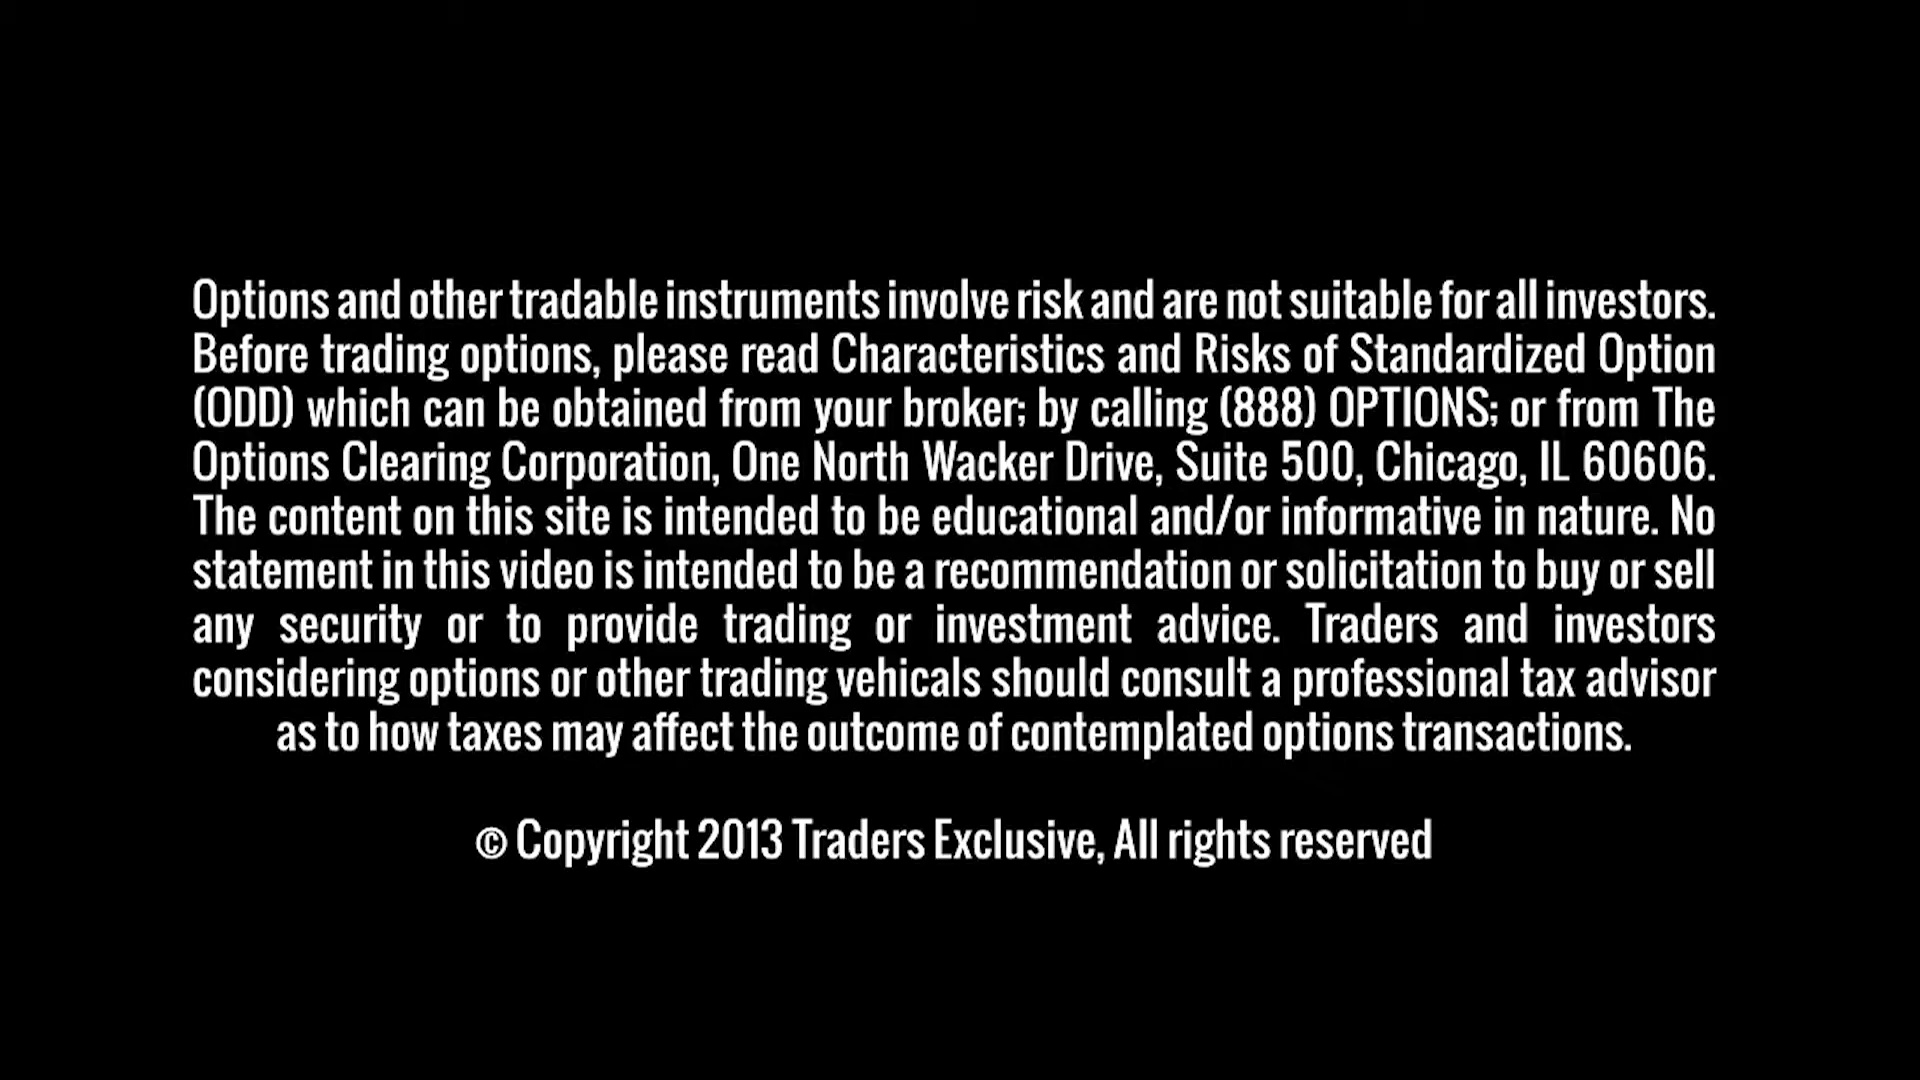 Options and other tradable instruments involve risk and are not suitable for all investors.
Before trading options, please read Characteristics and Risks of Standardized Option
(ODD) which can be obtained from your broker; by calling (888) OPTIONS; or from The
Options Clearing Corporation, One North Wacker Drive, Suite 500, Chicago, IL 60606.
The content on this site is intended to be educational and/or informative in nature. No
statement in this video is intended to be a recommendation or solicitation to buy or sell
any security or to provide trading or investment advice. Traders and investors
considering options or other trading vehicals should consult a professional tax advisor
as to how taxes may affect the outcome of contemplated options transactions.
© Copyright 2013 Traders Exclusive, All rights reserved